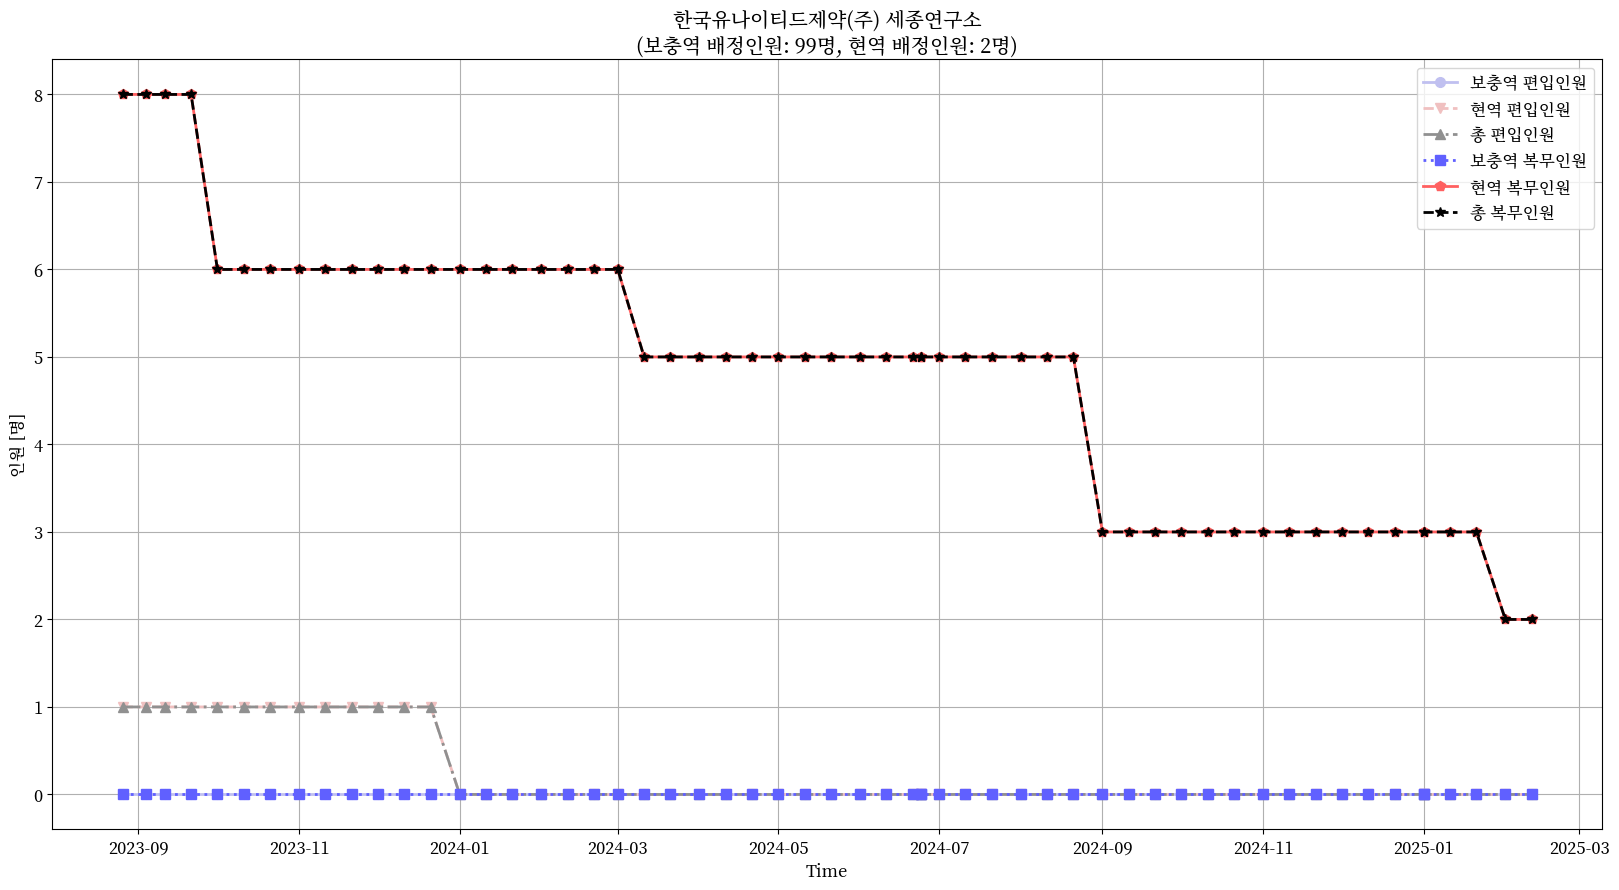 한국유나이티드제약(주) 세종연구소
(보충역 배정인원: 99명, 현역 배정인원: 2명)
보충역 편입인원
현역 편입인원
총 편입인원
보충역 복무인원
현역 복무인원
총 복무인원
인원 [명]
8
7
6
5
4
3
2
1
0
2023-09
2023-11
2024-01
2024-03
2024-05
2024-07
2024-09
2024-11
2025-01
2025-03
Time